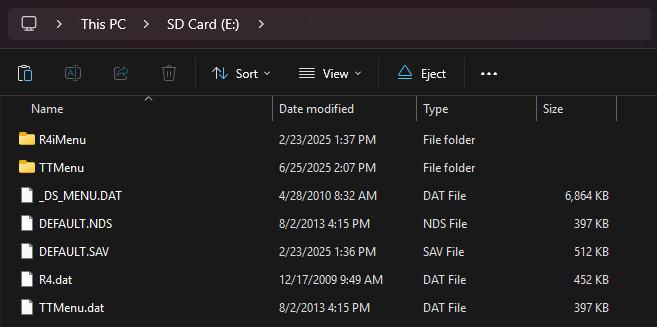 This PC > SD Card (E:) >
Sort View Eject ...
Name Date modified Type Size
R4iMenu 2/23/2025 1:37 PM File folder
TTMenu 6/25/2025 2:07 PM File folder
_DS_MENU.DAT 4/28/2010 8:32 AM DAT File 6,864 KB
DEFAULT.NDS 8/2/2013 4:15 PM NDS File 397 KB
DEFAULT.SAV 2/23/2025 1:36 PM SAV File 512 KB
R4.dat 12/17/2009 9:49 AM DAT File 452 KB
TTMenu.dat 8/2/2013 4:15 PM DAT File 397 KB